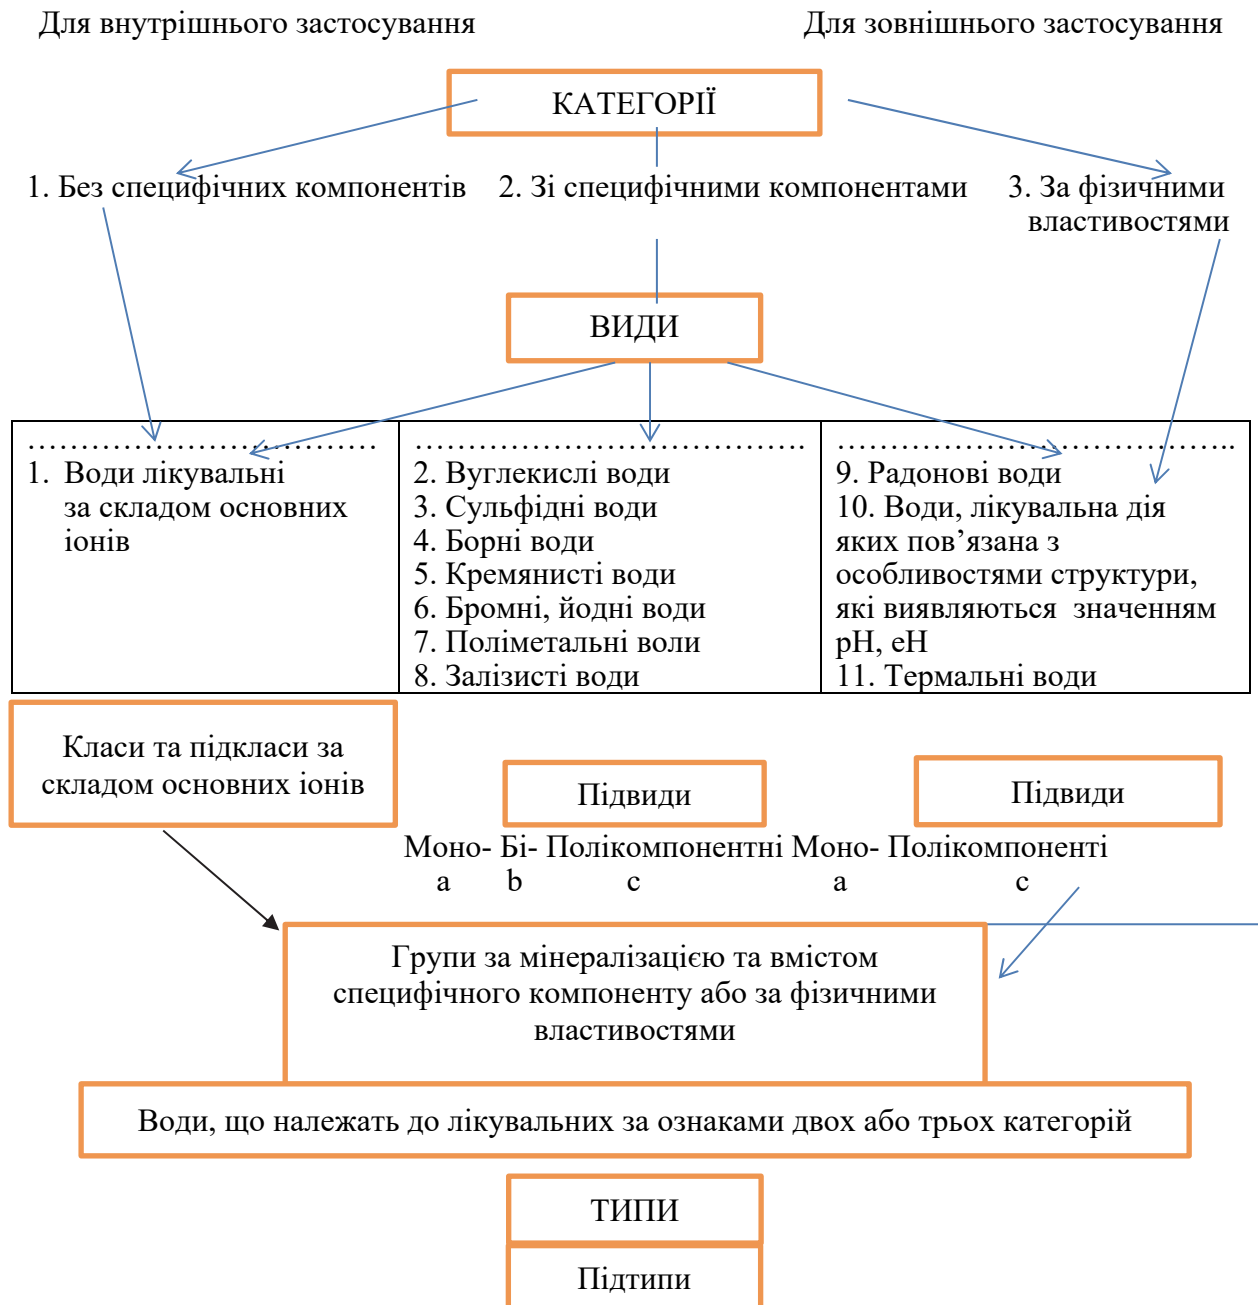 Для внутрішнього застосування
Для зовнішнього застосування
КАТЕГОРІЇ
1. Без специфічних компонентів
2. Зі специфічними компонентами
3. За фізичними
властивостями
ВИДИ
…………………………….
1. Води лікувальні
за складом основних
іонів
……………………………….
2. Вуглекислі води
3. Сульфідні води
4. Борні води
5. Кремянисті води
6. Бромні, йодні води
7. Поліметальні воли
8. Залізисті води
………………………………..
9. Радонові води
10. Води, лікувальна дія
яких пов’язана з
особливостями структури,
які виявляються значенням
рН, еН
11. Термальні води
Класи та підкласи за
складом основних іонів
Підвиди
Підвиди
Моно- Бі- Полікомпонентні Моно- Полікомпоненті
a b c a c
Групи за мінералізацією та вмістом
специфічного компоненту або за фізичними
властивостями
Води, що належать до лікувальних за ознаками двох або трьох категорій
ТИПИ
Підтипи